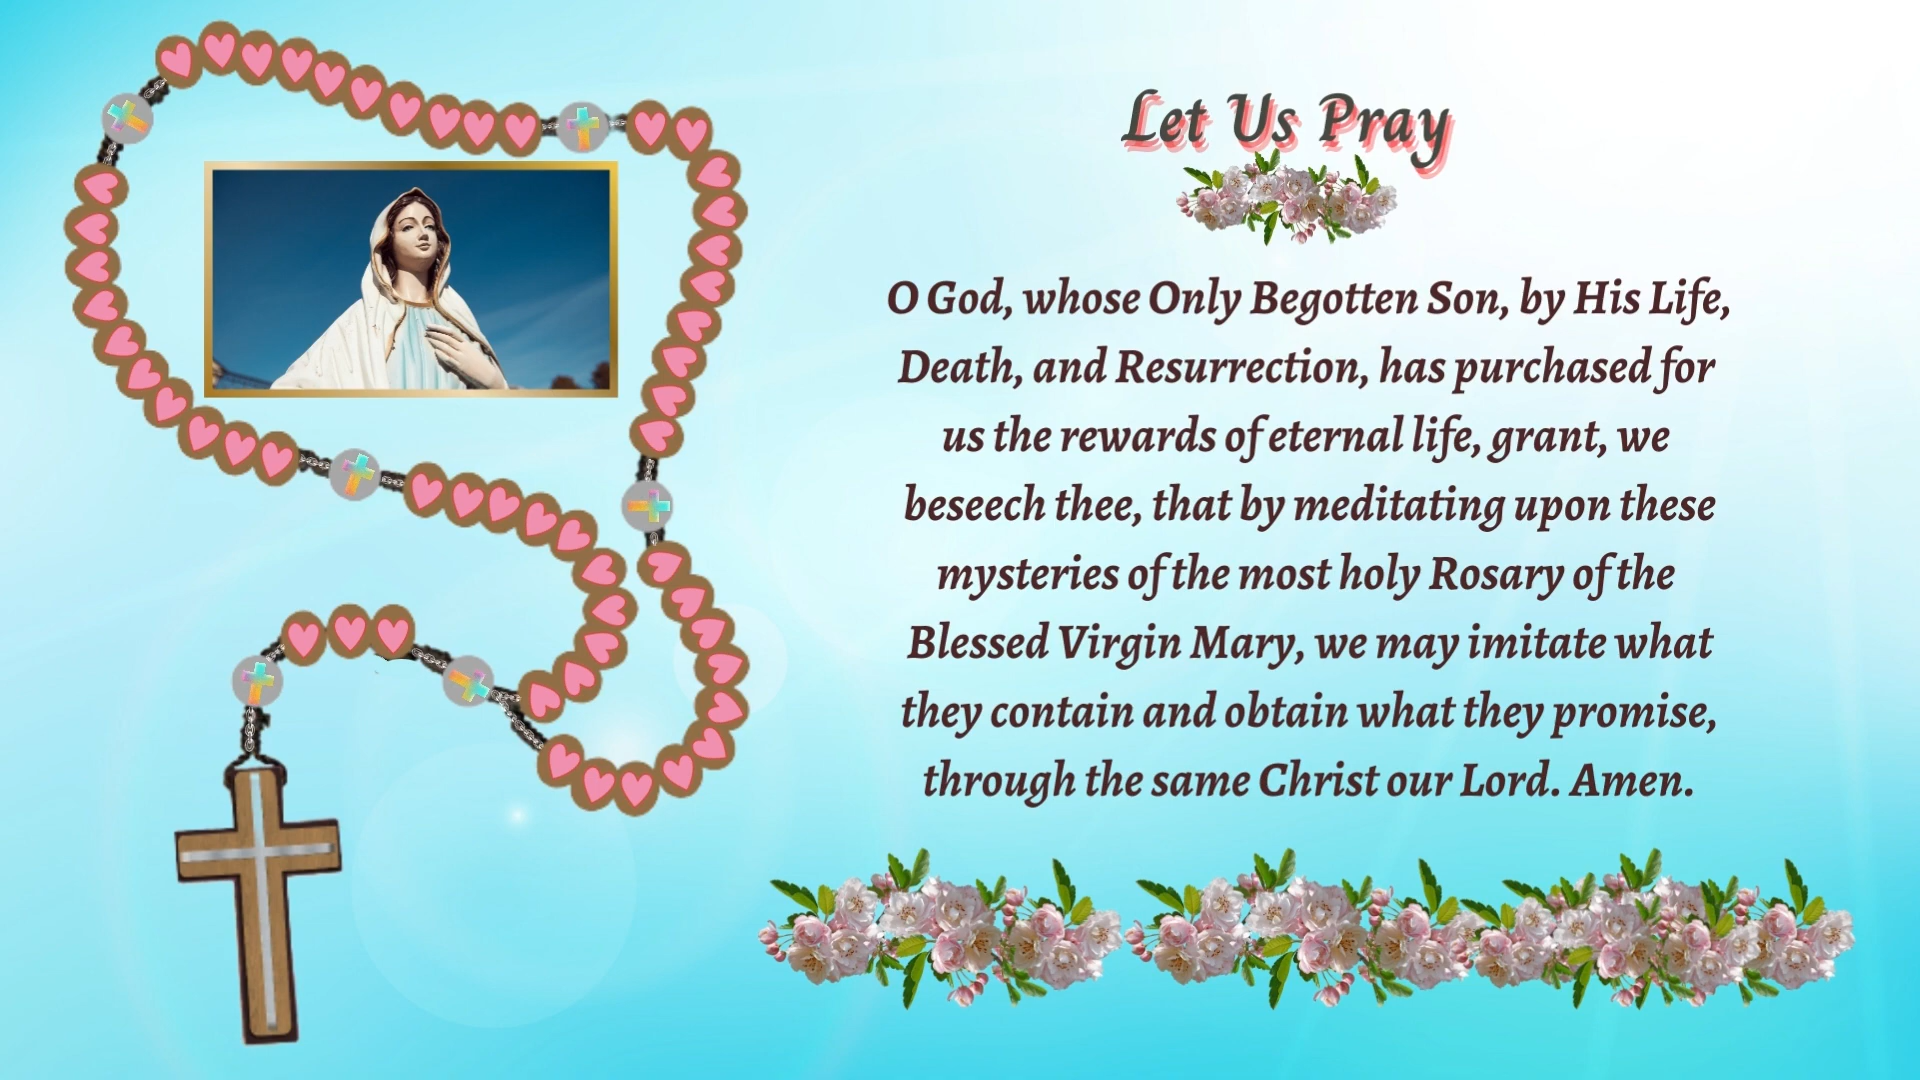 Let Us Pray
O God, whose Only Begotten Son, by His Life,
Death, and Resurrection, has purchased for
us the rewards of eternal life, grant, we
beseech thee, that by meditating upon these
mysteries of the most holy Rosary of the
Blessed Virgin Mary, we may imitate what
they contain and obtain what they promise,
through the same Christ our Lord. Amen.